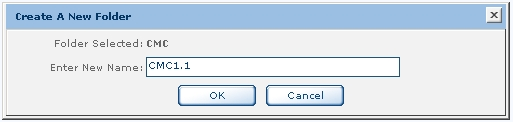 Create A New Folder
Folder Selected: CMC
Enter New Name: CMC1.1
OK Cancel